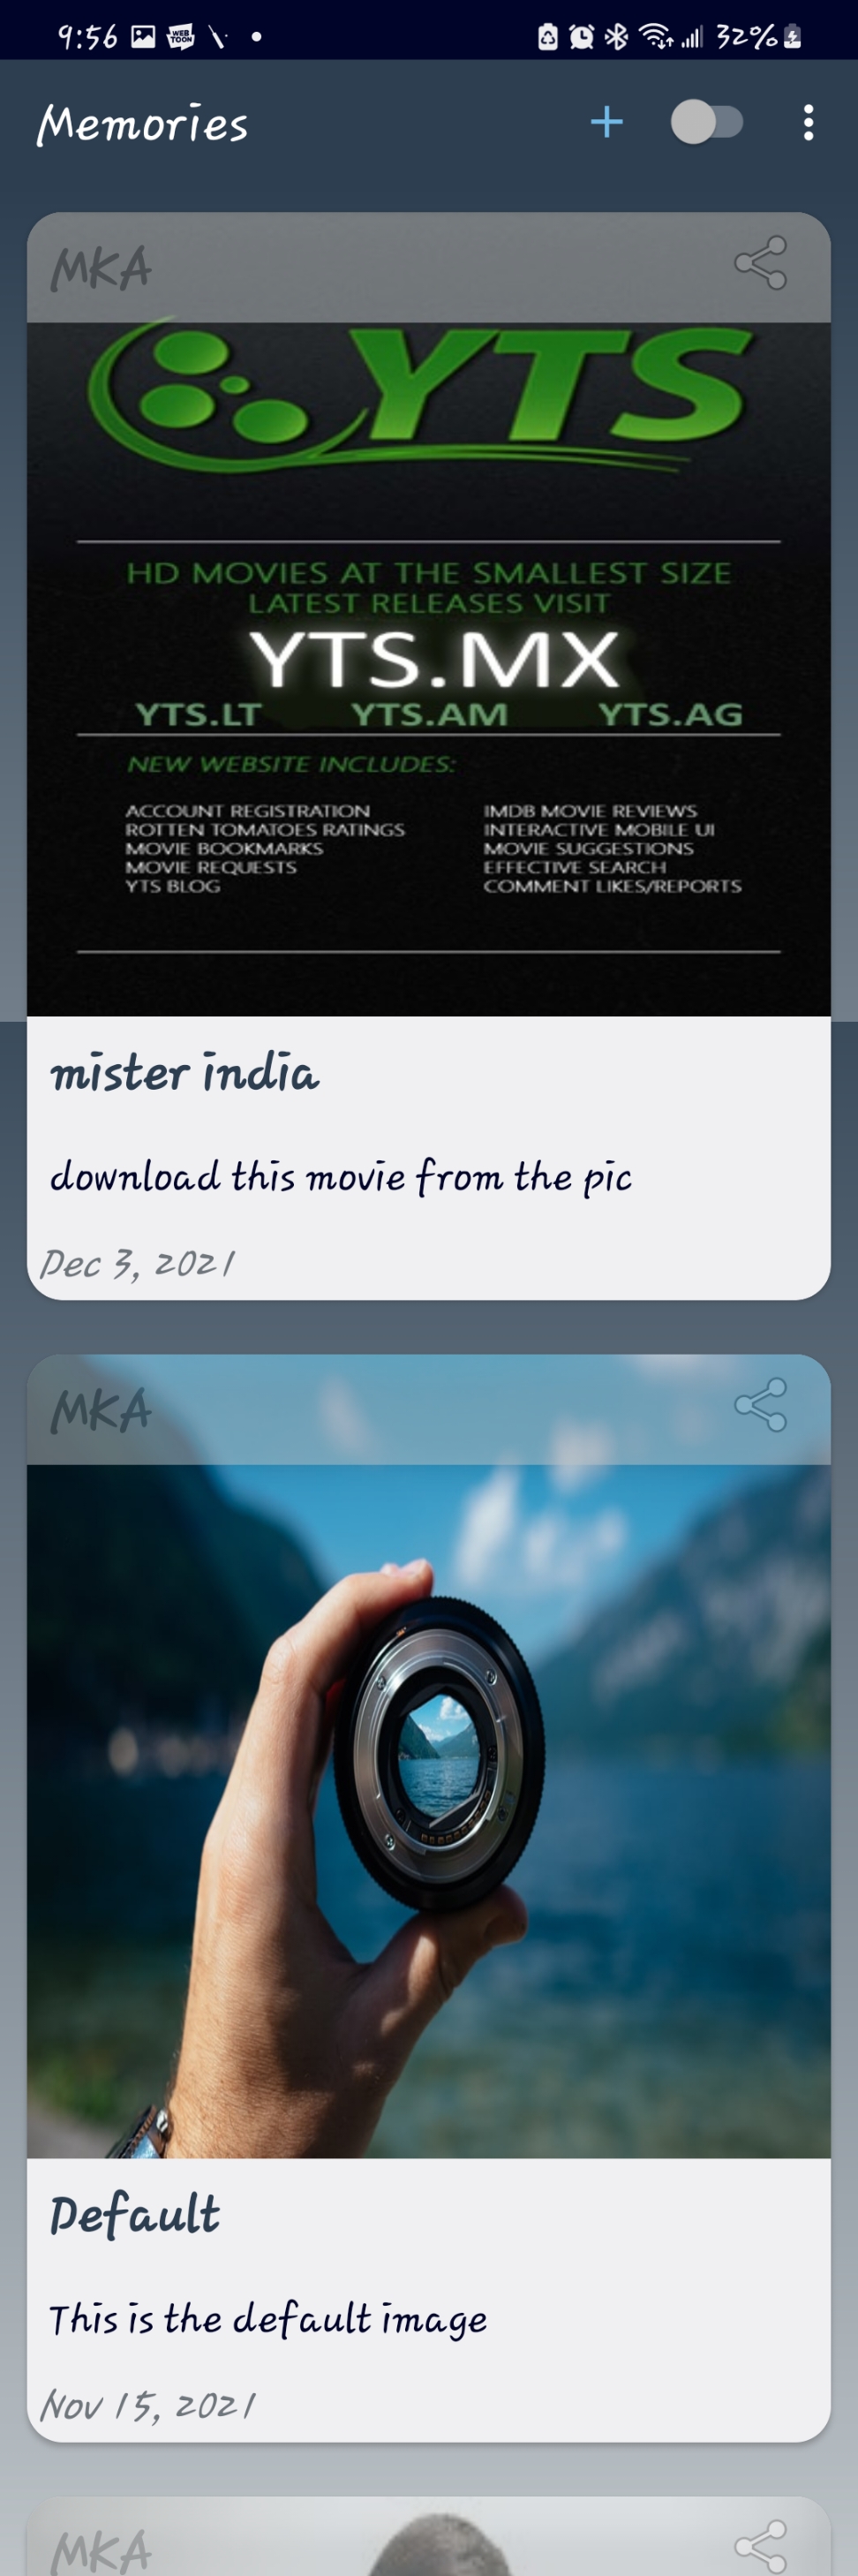 9:56 WEB TOON 32%
Memories
MKA
YTS
HD MOVIES AT THE SMALLEST SIZE
LATEST RELEASES VISIT
YTS.MX
YTS.LT YTS.AM YTS.AG
NEW WEBSITE INCLUDES:
ACCOUNT REGISTRATION
ROTTEN TOMATOES RATINGS
MOVIE BOOKMARKS
MOVIE REQUESTS
YTS BLOG
IMDB MOVIE REVIEWS
INTERACTIVE MOBILE UI
MOVIE SUGGESTIONS
EFFECTIVE SEARCH
COMMENT LIKES/REPORTS
mister india
download this movie from the pic
Dec 3, 2021
MKA
Default
This is the default image
Nov 15, 2021
MKA